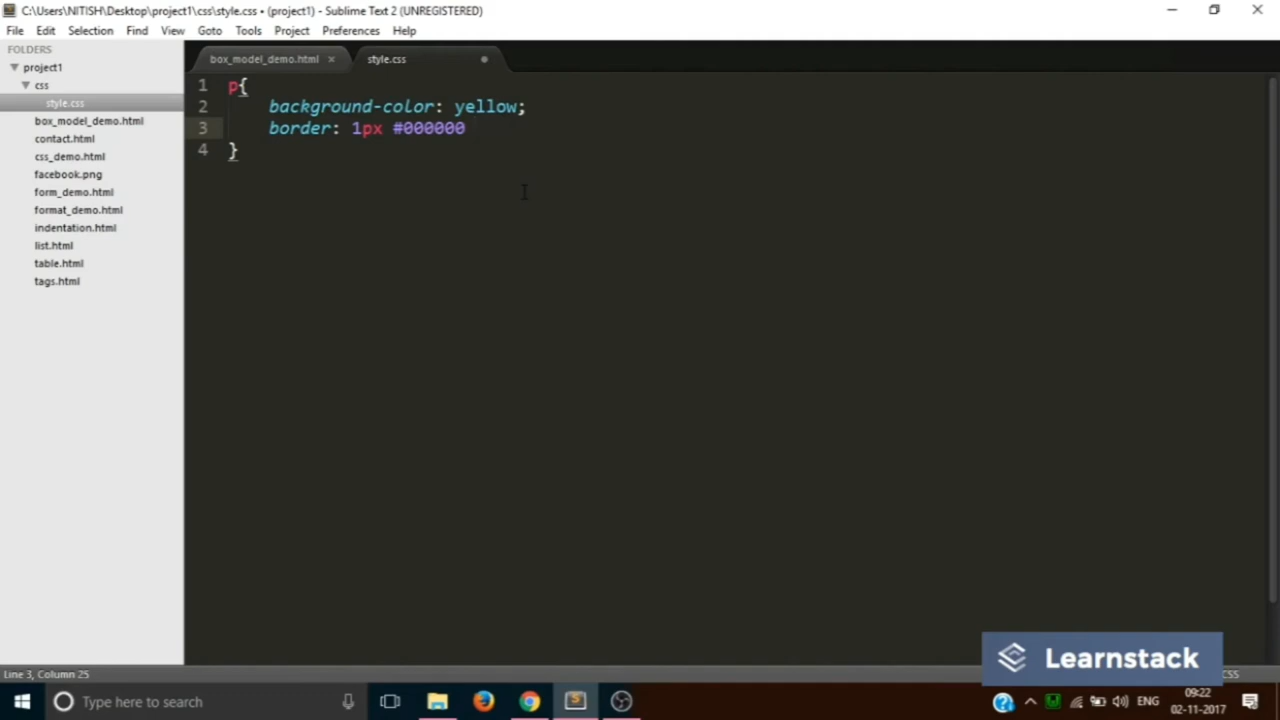 C:\Users\NITISH\Desktop\project1\css\style.css • (project1) - Sublime Text 2 (UNREGISTERED)
File Edit Selection Find View Goto Tools Project Preferences Help
FOLDERS
project1
css
style.css
box_model_demo.html
contact.html
css_demo.html
facebook.png
form_demo.html
format_demo.html
indentation.html
list.html
table.html
tags.html
box_model_demo.html × style.css
1 p{
2 background-color: yellow;
3 border: 1px #000000
4 }
Learnstack
Line 3, Column 25
CSS
Type here to search
ENG
09:22
02-11-2017